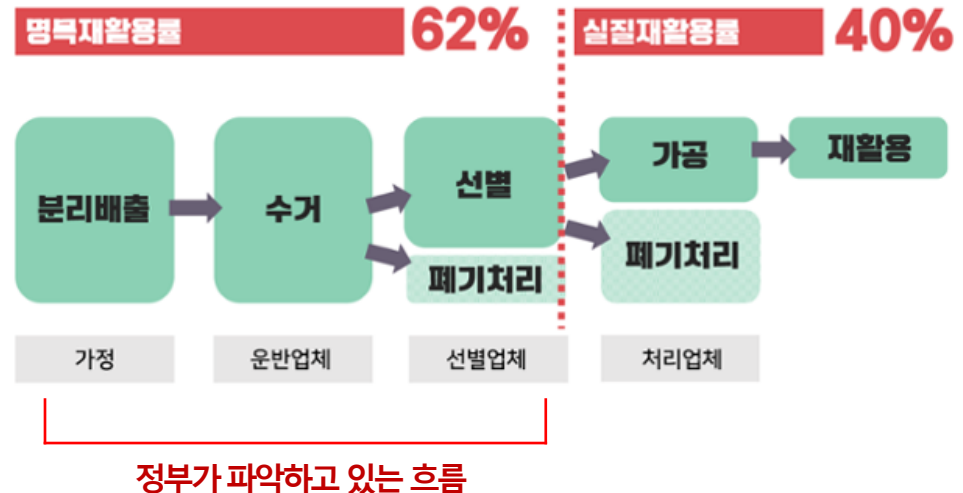 명목재활용률 62% 실질재활용률 40%
분리배출 수거 선별 가공 재활용
폐기처리 폐기처리
가정 운반업체 선별업체 처리업체
정부가 파악하고 있는 흐름